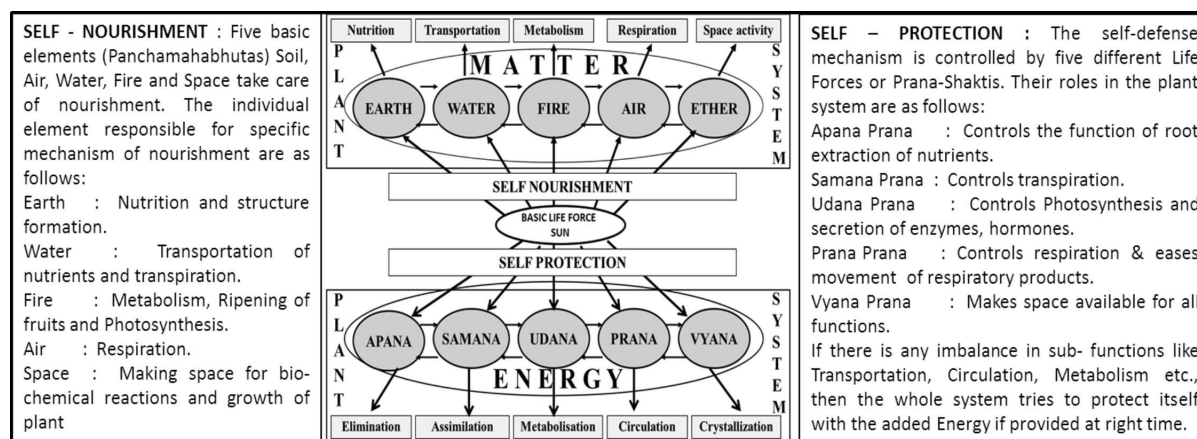 SELF - NOURISHMENT : Five basic
elements (Panchamahabhutas) Soil,
Air, Water, Fire and Space take care
of nourishment. The individual
element responsible for specific
mechanism of nourishment are as
follows:
Earth : Nutrition and structure
formation.
Water : Transportation of
nutrients and transpiration.
Fire : Metabolism, Ripening of
fruits and Photosynthesis.
Air : Respiration.
Space : Making space for bio-
chemical reactions and growth of
plant
Nutrition Transportation Metabolism Respiration Space activity
PLANT
MATTER
SYSTEM
EARTH WATER FIRE AIR ETHER
SELF NOURISHMENT
BASIC LIFE FORCE
SUN
SELF PROTECTION
PLANT
SYSTEM
APANA SAMANA UDANA PRANA VYANA
ENERGY
Elimination Assimilation Metabolisation Circulation Crystallization
SELF – PROTECTION : The self-defense
mechanism is controlled by five different Life
Forces or Prana-Shaktis. Their roles in the plant
system are as follows:
Apana Prana : Controls the function of root
extraction of nutrients.
Samana Prana : Controls transpiration.
Udana Prana : Controls Photosynthesis and
secretion of enzymes, hormones.
Prana Prana : Controls respiration & eases
movement of respiratory products.
Vyana Prana : Makes space available for all
functions.
If there is any imbalance in sub- functions like
Transportation, Circulation, Metabolism etc.,
then the whole system tries to protect itself
with the added Energy if provided at right time.